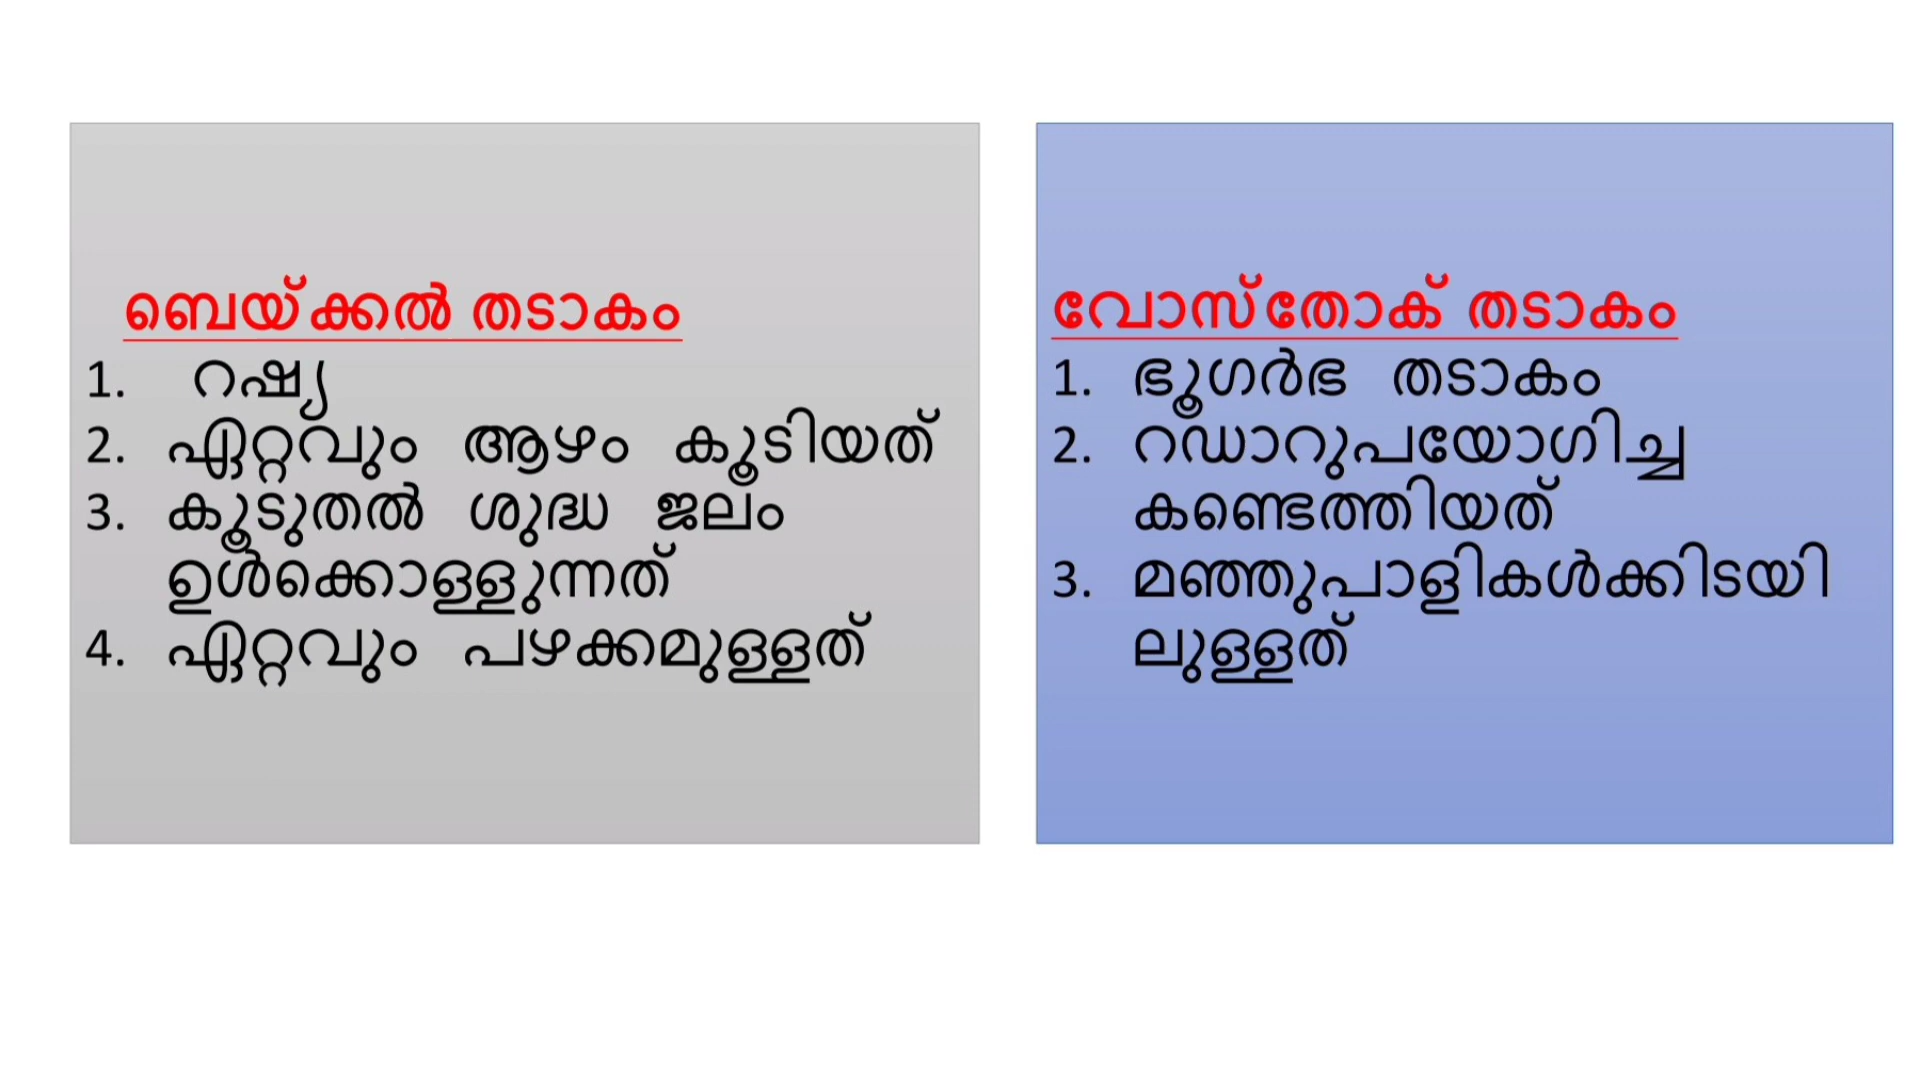 ബെയ്ക്കൽ തടാകം
1. റഷ്യ
2. ഏറ്റവും ആഴം കൂടിയത്
3. കൂടുതൽ ശുദ്ധ ജലം
ഉൾക്കൊള്ളുന്നത്
4. ഏറ്റവും പഴക്കമുള്ളത്
വോസ്തോക് തടാകം
1. ഭൂഗർഭ തടാകം
2. റഡാറുപയോഗിച്ച
കണ്ടെത്തിയത്
3. മഞ്ഞുപാളികൾക്കിടയി
ലുള്ളത്